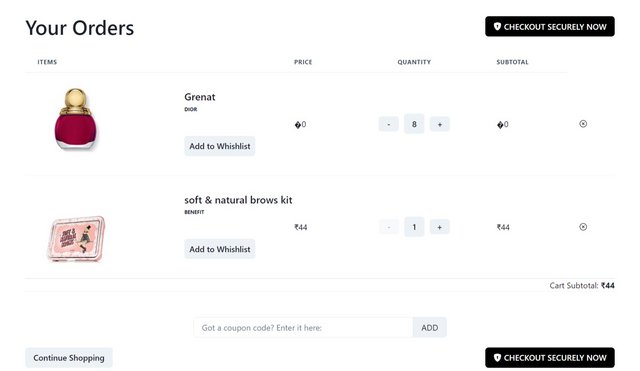 Your Orders
CHECKOUT SECURELY NOW
ITEMS PRICE QUANTITY SUBTOTAL
Grenat
DIOR
�0 - 8 + �0
Add to Whishlist
soft & natural brows kit
BENEFIT
₹44 - 1 + ₹44
Add to Whishlist
Cart Subtotal: ₹44
Got a coupon code? Enter it here: ADD
Continue Shopping
CHECKOUT SECURELY NOW